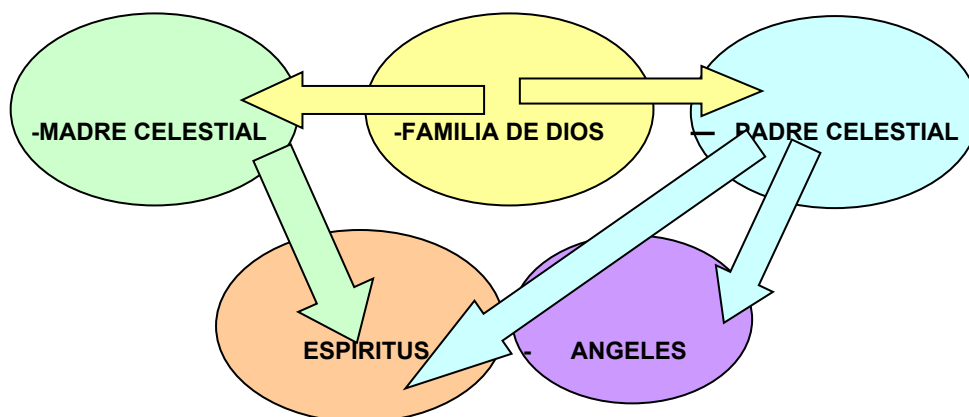 -MADRE CELESTIAL -FAMILIA DE DIOS — PADRE CELESTIAL
ESPIRITUS - ANGELES